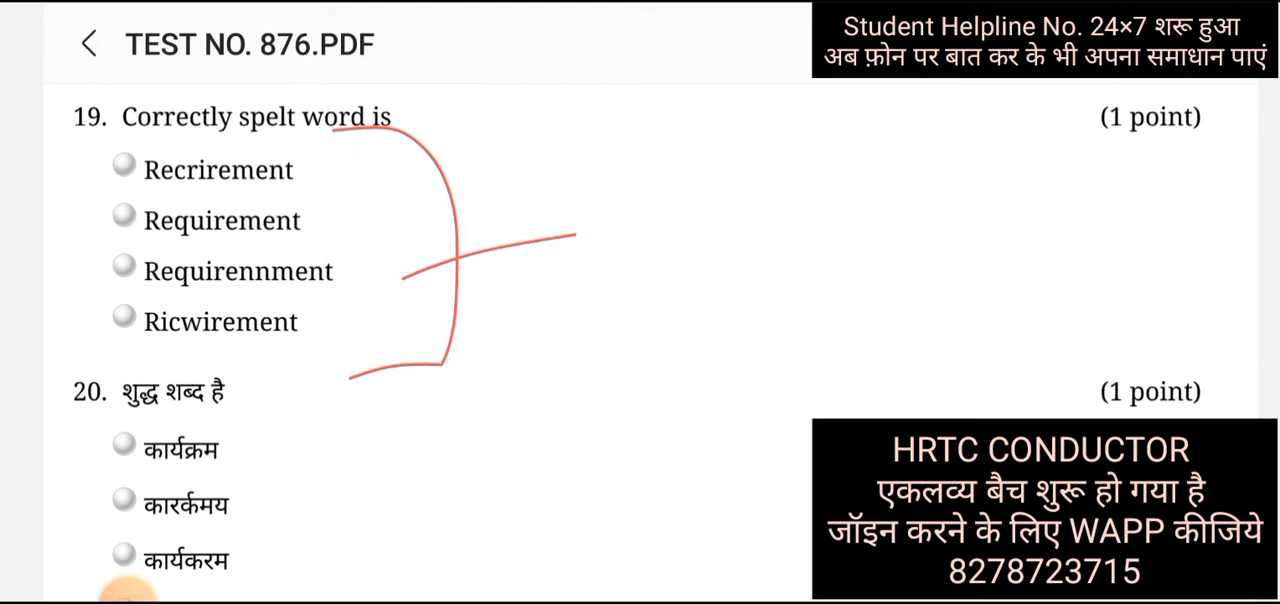 TEST NO. 876.PDF
Student Helpline No. 24×7 शरू हुआ
अब फ़ोन पर बात कर के भी अपना समाधान पाएं
19. Correctly spelt word is (1 point)
Recrirement
Requirement
Requirennment
Ricwirement
20. शुद्ध शब्द है (1 point)
कार्यक्रम
कारर्कमय
कार्यकरम
HRTC CONDUCTOR
एकलव्य बैच शुरू हो गया है
जॉइन करने के लिए WAPP कीजिये
8278723715